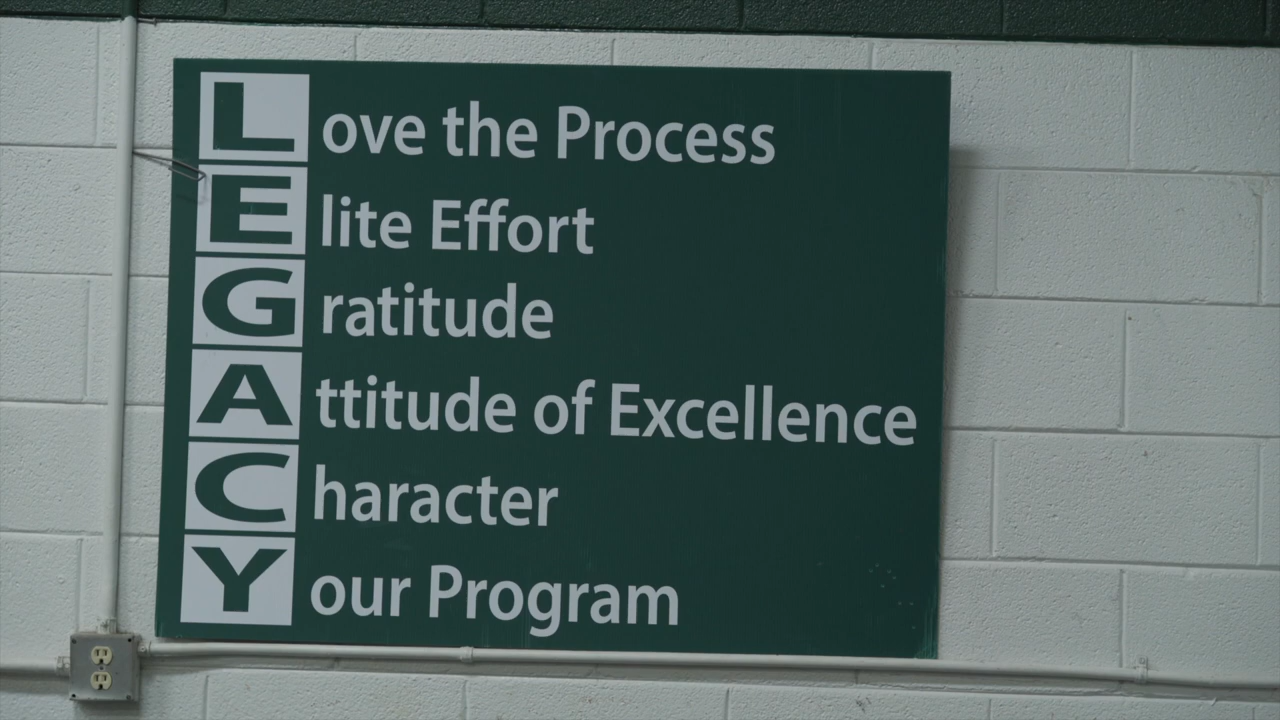 Love the Process
Elite Effort
Gratitude
Attitude of Excellence
Character
Your Program